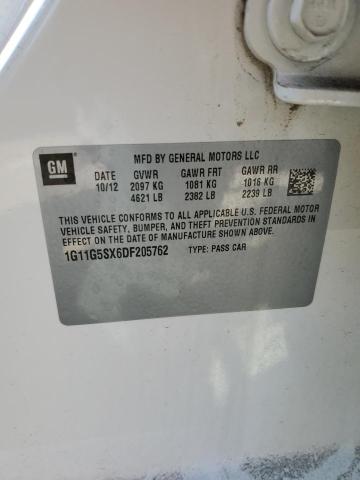 GM
MFD BY GENERAL MOTORS LLC
DATE GVWR GAWR FRT GAWR RR
10/12 2097 KG 1081 KG 1016 KG
4621 LB 2382 LB 2239 LB
THIS VEHICLE CONFORMS TO ALL APPLICABLE U.S. FEDERAL MOTOR
VEHICLE SAFETY, BUMPER, AND THEFT PREVENTION STANDARDS IN
EFFECT ON THE DATE OF MANUFACTURE SHOWN ABOVE.
1G11G5SX6DF205762 TYPE: PASS CAR